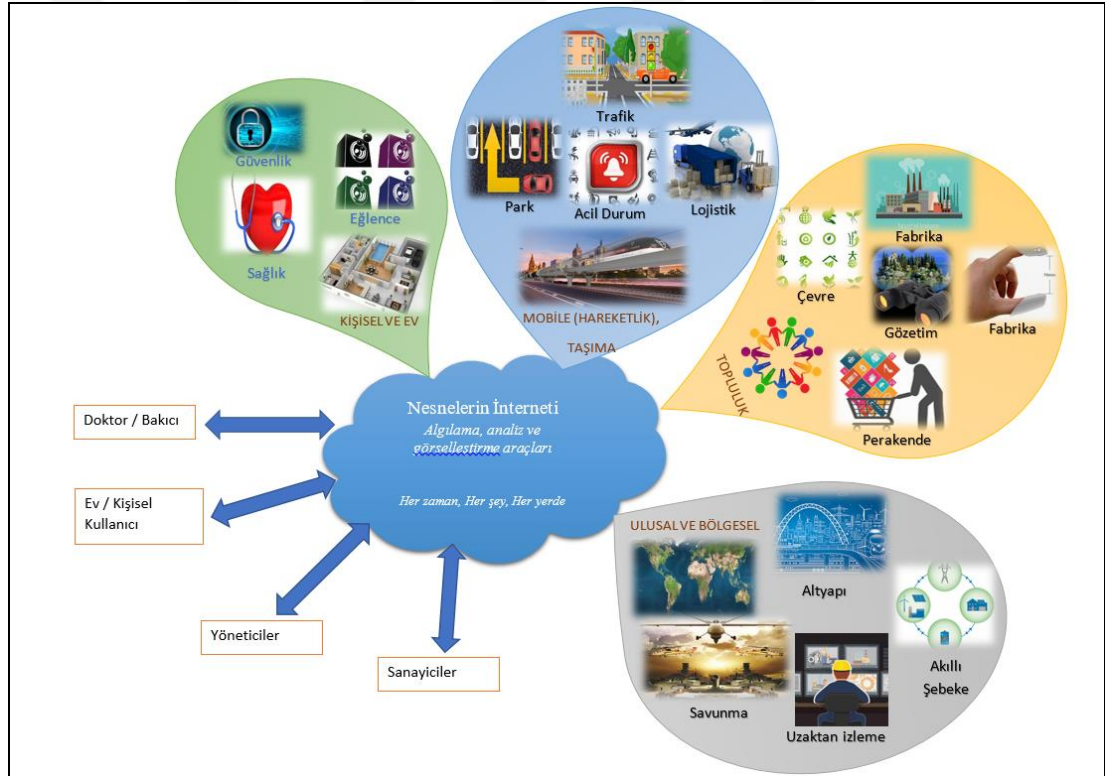 Güvenlik
Eğlence
Sağlık
KİŞİSEL VE EV
Trafik
Park
Acil Durum
Lojistik
MOBİLE (HAREKETLİK),
TAŞIMA
Fabrika
Çevre
Gözetim
Fabrika
TOPLULUK
Perakende
Nesnelerin İnterneti
Algılama, analiz ve
görselleştirme araçları
Her zaman, Her şey, Her yerde
Doktor / Bakıcı
Ev / Kişisel
Kullanıcı
Yöneticiler
Sanayiciler
ULUSAL VE BÖLGESEL
Altyapı
Akıllı
Şebeke
Savunma
Uzaktan izleme